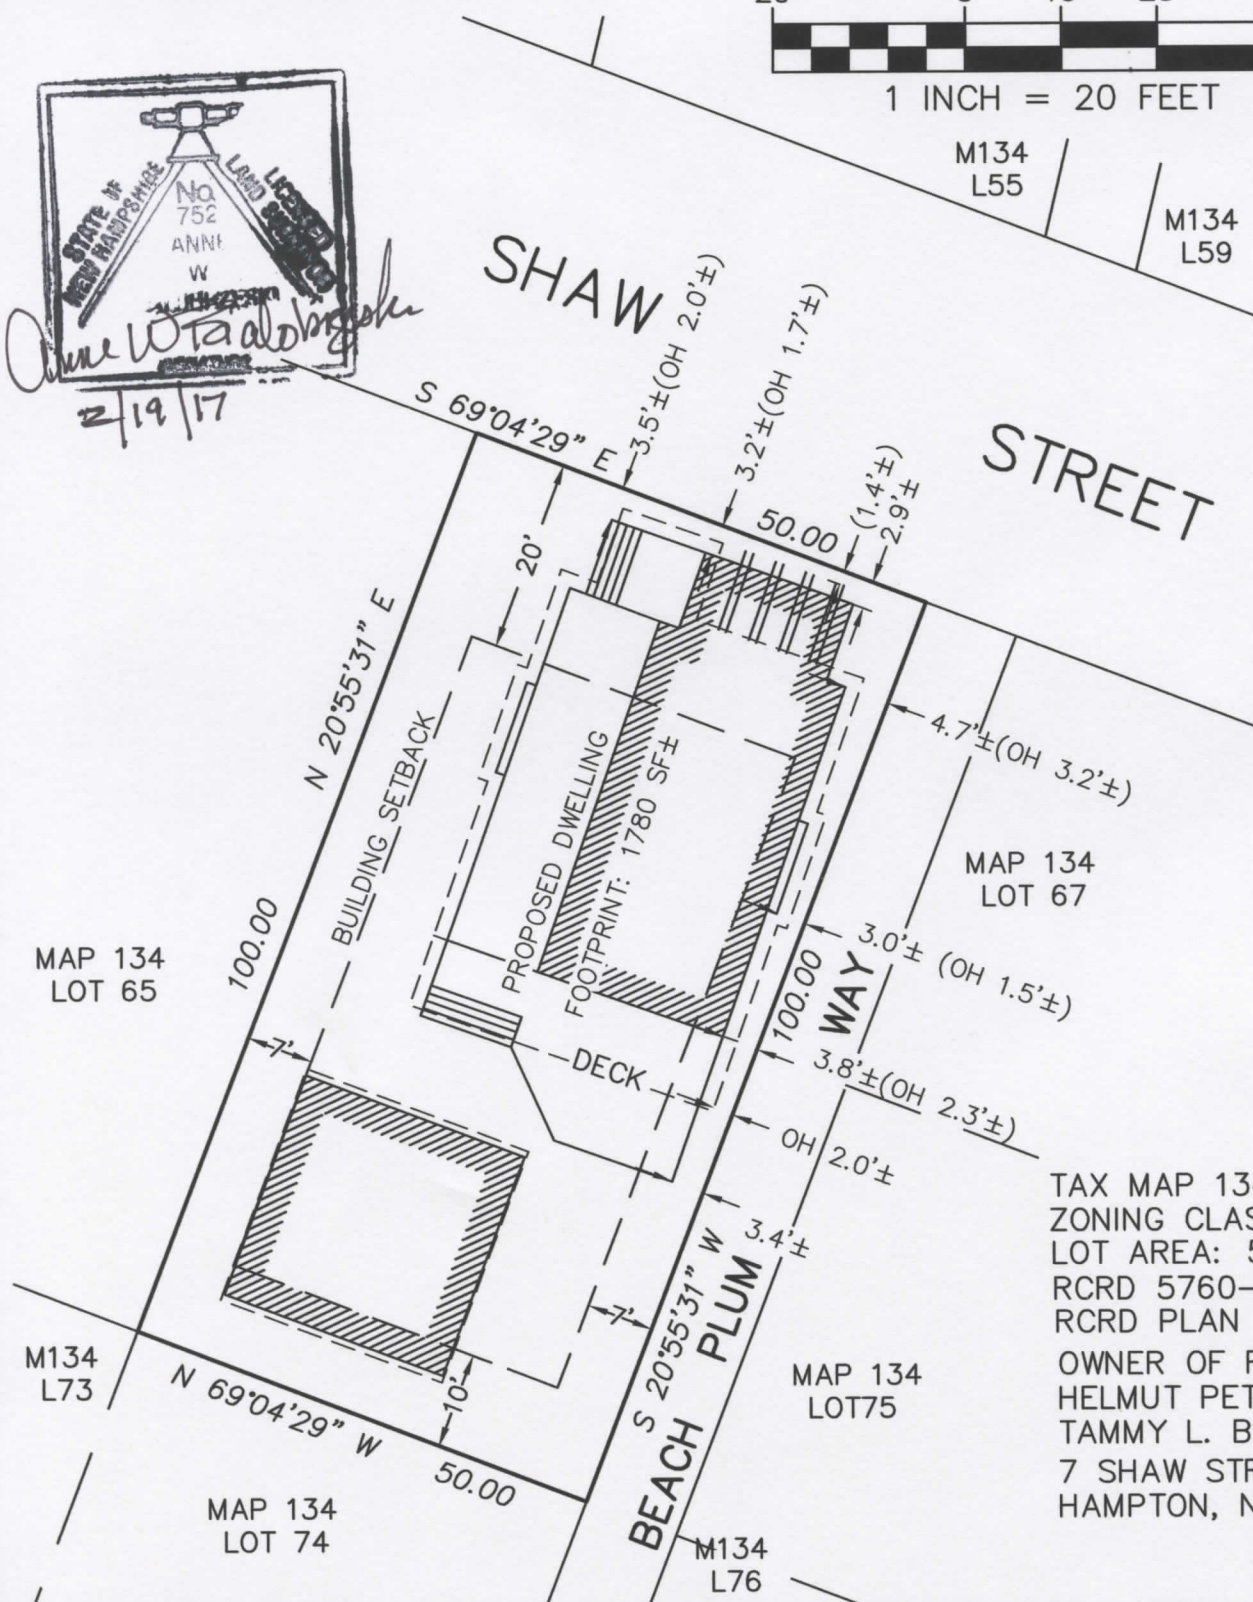 1 INCH = 20 FEET
M134
L55
M134
L59
STATE OF
NEW HAMPSHIRE
LICENSED
LAND
No.
752
ANNE
W
SIGNATURE
2/19/17
SHAW
STREET
S 69°04'29" E
50.00
3.5'±(OH 2.0'±)
3.2'±(OH 1.7'±)
(1.4'±)
2.9'±
20'
N 20°55'31" E
100.00
BUILDING SETBACK
PROPOSED DWELLING
FOOTPRINT: 1780 SF±
4.7'±(OH 3.2'±)
MAP 134
LOT 67
MAP 134
LOT 65
3.0'± (OH 1.5'±)
100.00
WAY
7'
DECK
3.8'±(OH 2.3'±)
OH 2.0'±
3.4'±
S 20°55'31" W
BEACH PLUM
7'
10'
M134
L73
N 69°04'29" W
50.00
MAP 134
LOT 74
MAP 134
LOT75
M134
L76
TAX MAP 13
ZONING CLAS
LOT AREA: 5
RCRD 5760-
RCRD PLAN
OWNER OF
HELMUT PET
TAMMY L. B
7 SHAW STR
HAMPTON, N